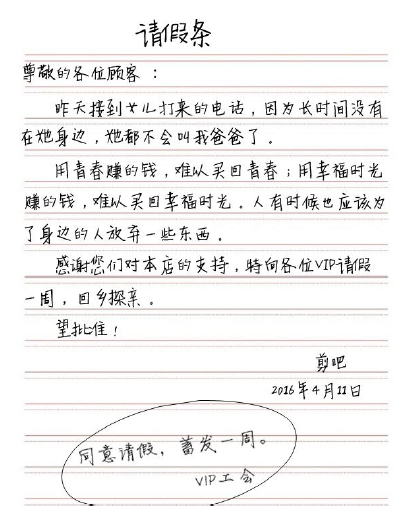 请假条
尊敬的各位顾客：
昨天接到女儿打来的电话，因为长时间没有
在她身边，她都不会叫我爸爸了。
用青春赚的钱，难以买回青春；用幸福时光
赚的钱，难以买回幸福时光。人有时候也应该为
了身边的人放弃一些东西。
感谢您们对本店的支持，特向各位VIP请假
一周，回乡探亲。
望批准！
剪吧
2016年4月11日
同意请假，蓄发一周。
VIP工会